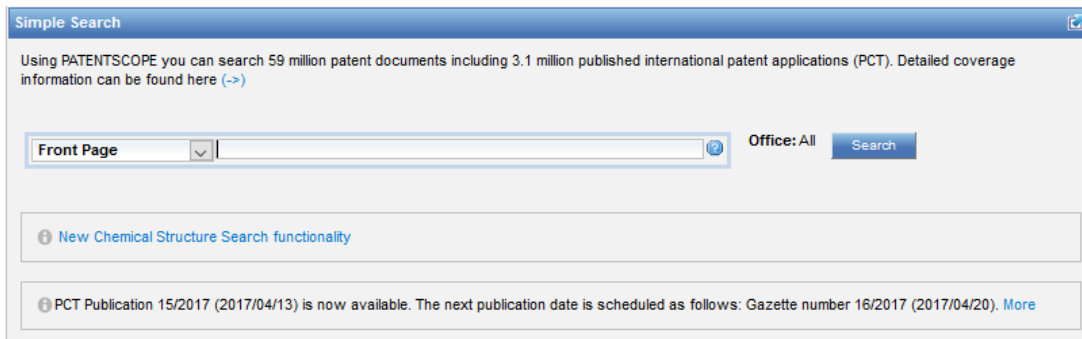 Simple Search
Using PATENTSCOPE you can search 59 million patent documents including 3.1 million published international patent applications (PCT). Detailed coverage
information can be found here (->)
Front Page
Office: All
Search
New Chemical Structure Search functionality
PCT Publication 15/2017 (2017/04/13) is now available. The next publication date is scheduled as follows: Gazette number 16/2017 (2017/04/20). More